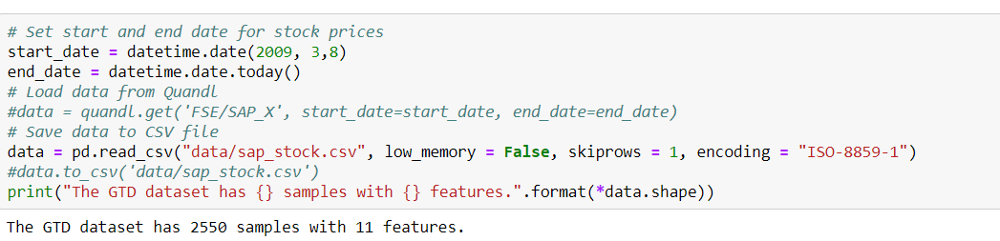 # Set start and end date for stock prices
start_date = datetime.date(2009, 3,8)
end_date = datetime.date.today()
# Load data from Quandl
#data = quandl.get('FSE/SAP_X', start_date=start_date, end_date=end_date)
# Save data to CSV file
data = pd.read_csv("data/sap_stock.csv", low_memory = False, skiprows = 1, encoding = "ISO-8859-1")
#data.to_csv('data/sap_stock.csv')
print("The GTD dataset has {} samples with {} features.".format(*data.shape))
The GTD dataset has 2550 samples with 11 features.